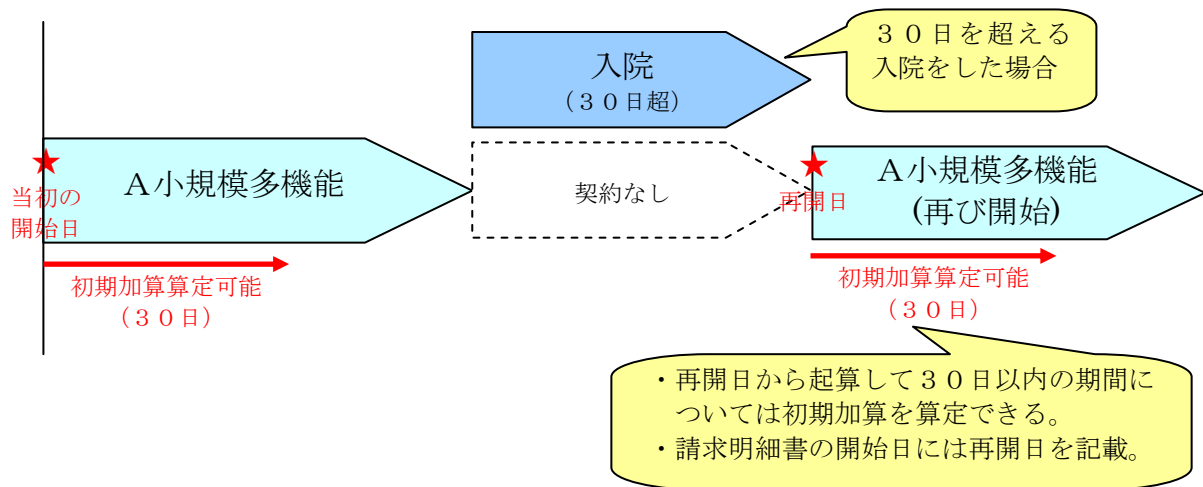 ３０日を超える
入院をした場合
入院
（３０日超）
当初の
開始日
Ａ小規模多機能
契約なし
再開日
Ａ小規模多機能
(再び開始)
初期加算算定可能
（３０日）
初期加算算定可能
（３０日）
・再開日から起算して３０日以内の期間に
ついては初期加算を算定できる。
・請求明細書の開始日には再開日を記載。